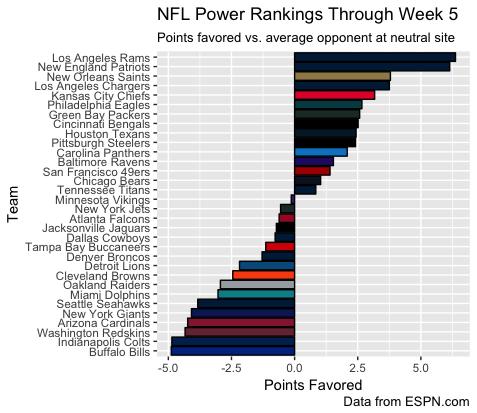 NFL Power Rankings Through Week 5
Points favored vs. average opponent at neutral site
Los Angeles Rams
New England Patriots
New Orleans Saints
Los Angeles Chargers
Kansas City Chiefs
Philadelphia Eagles
Green Bay Packers
Cincinnati Bengals
Houston Texans
Pittsburgh Steelers
Carolina Panthers
Baltimore Ravens
San Francisco 49ers
Chicago Bears
Tennessee Titans
Minnesota Vikings
New York Jets
Atlanta Falcons
Jacksonville Jaguars
Dallas Cowboys
Tampa Bay Buccaneers
Denver Broncos
Detroit Lions
Cleveland Browns
Oakland Raiders
Miami Dolphins
Seattle Seahawks
New York Giants
Arizona Cardinals
Washington Redskins
Indianapolis Colts
Buffalo Bills
Team
-5.0 -2.5 0.0 2.5 5.0
Points Favored
Data from ESPN.com